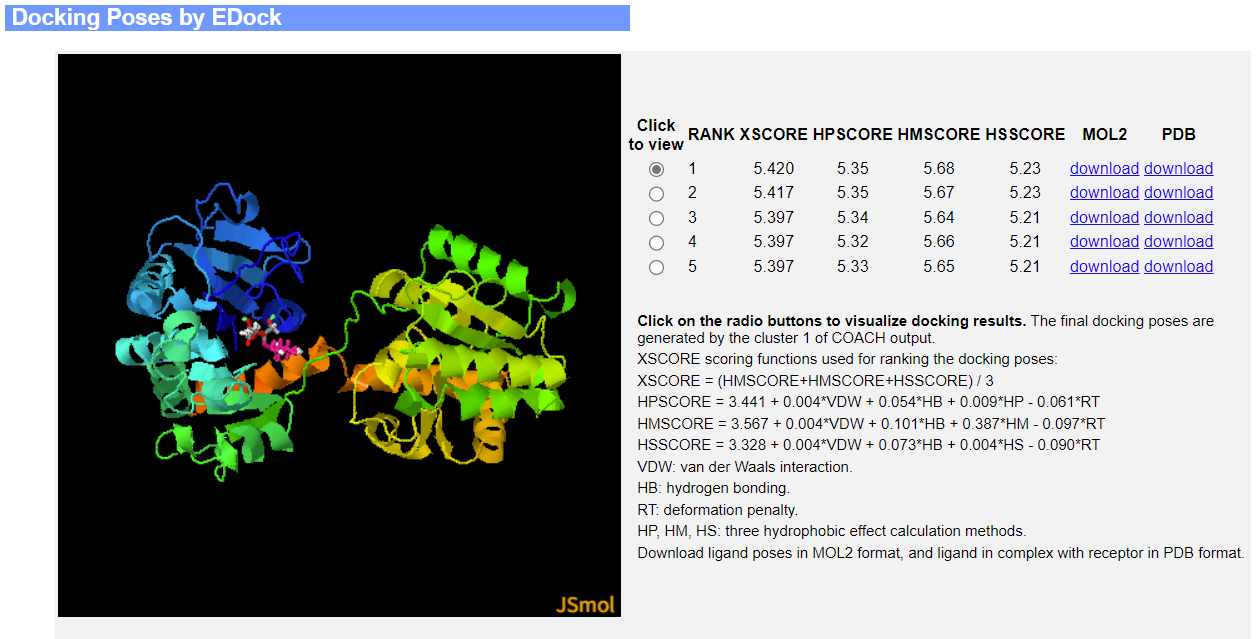 Docking Poses by EDock
Click
to view RANK XSCORE HPSCORE HMSCORE HSSCORE MOL2 PDB
1 5.420 5.35 5.68 5.23 download download
2 5.417 5.35 5.67 5.23 download download
3 5.397 5.34 5.64 5.21 download download
4 5.397 5.32 5.66 5.21 download download
5 5.397 5.33 5.65 5.21 download download
Click on the radio buttons to visualize docking results. The final docking poses are
generated by the cluster 1 of COACH output.
XSCORE scoring functions used for ranking the docking poses:
XSCORE = (HMSCORE+HMSCORE+HSSCORE) / 3
HPSCORE = 3.441 + 0.004*VDW + 0.054*HB + 0.009*HP - 0.061*RT
HMSCORE = 3.567 + 0.004*VDW + 0.101*HB + 0.387*HM - 0.097*RT
HSSCORE = 3.328 + 0.004*VDW + 0.073*HB + 0.004*HS - 0.090*RT
VDW: van der Waals interaction.
HB: hydrogen bonding.
RT: deformation penalty.
HP, HM, HS: three hydrophobic effect calculation methods.
Download ligand poses in MOL2 format, and ligand in complex with receptor in PDB format.
JSmol